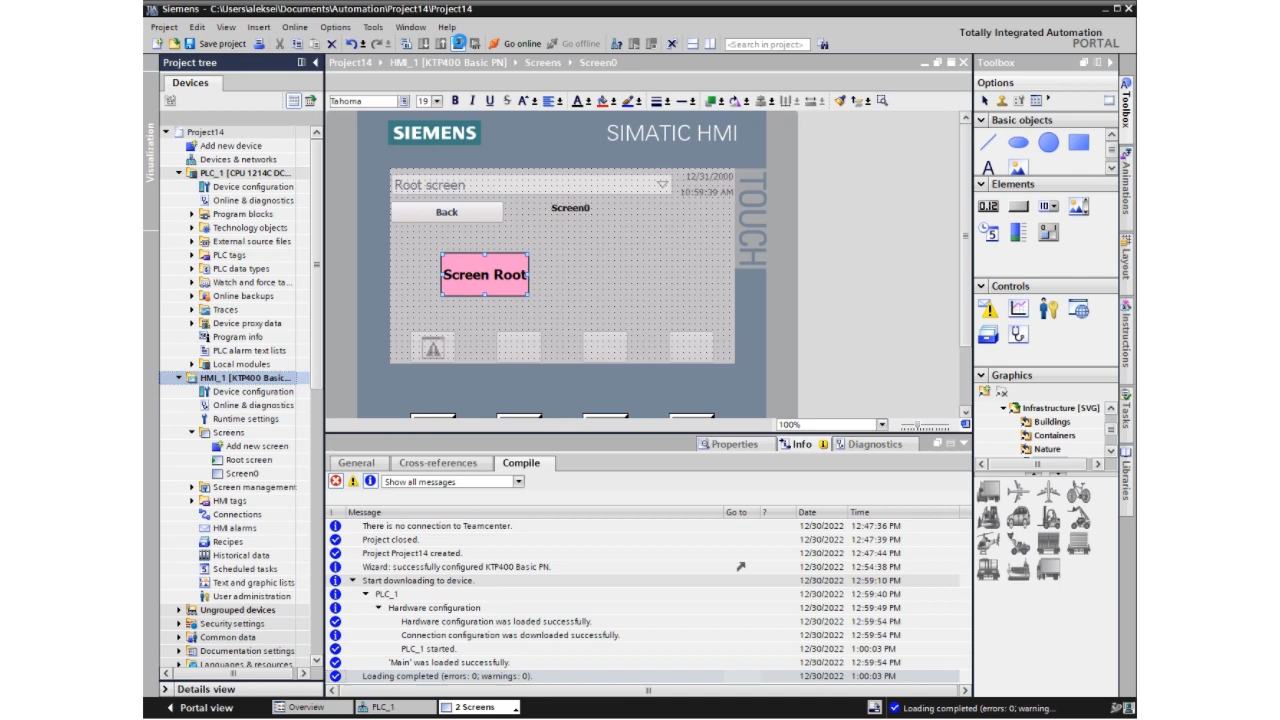 Siemens - C:\Users\aleksei\Documents\Automation\Project14\Project14
Project Edit View Insert Online Options Tools Window Help
Totally Integrated Automation
PORTAL
Save project
Go online
Go offline
<Search in project>
Project tree
Project14 HMI_1 [KTP400 Basic PN] Screens Screen0
Toolbox
Devices
Options
Tahoma 19 B I U S A
Basic objects
Visualization
Project14
Add new device
Devices & networks
PLC_1 [CPU 1214C DC...
Device configuration
Online & diagnostics
Program blocks
Technology objects
External source files
PLC tags
PLC data types
Watch and force ta...
Online backups
Traces
Device proxy data
Program info
PLC alarm text lists
Local modules
HMI_1 [KTP400 Basic...
Device configuration
Online & diagnostics
Runtime settings
Screens
Add new screen
Root screen
Screen0
Screen management
HMI tags
Connections
HMI alarms
Recipes
Historical data
Scheduled tasks
Text and graphic lists
User administration
Ungrouped devices
Security settings
Common data
Documentation settings
Languages & resources
Details view
SIEMENS
SIMATIC HMI
Root screen
12/31/2000
10:59:39 AM
Back
Screen0
TOUCH
Screen Root
100%
Properties Info Diagnostics
General Cross-references Compile
Show all messages
! Message Go to ? Date Time
There is no connection to Teamcenter. 12/30/2022 12:47:36 PM
Project closed. 12/30/2022 12:47:39 PM
Project Project14 created. 12/30/2022 12:47:44 PM
Wizard: successfully configured KTP400 Basic PN. 12/30/2022 12:54:38 PM
Start downloading to device. 12/30/2022 12:59:10 PM
PLC_1 12/30/2022 12:59:40 PM
Hardware configuration 12/30/2022 12:59:49 PM
Hardware configuration was loaded successfully. 12/30/2022 12:59:54 PM
Connection configuration was downloaded successfully. 12/30/2022 12:59:54 PM
PLC_1 started. 12/30/2022 1:00:03 PM
'Main' was loaded successfully. 12/30/2022 12:59:54 PM
Loading completed (errors: 0; warnings: 0). 12/30/2022 1:00:03 PM
A
Elements
0.12
10
5
Controls
Graphics
Infrastructure [SVG]
Buildings
Containers
Nature
Toolbox
Animations
Layout
Instructions
Tasks
Libraries
Portal view
Overview
PLC_1
2 Screens
Loading completed (errors: 0; warning...